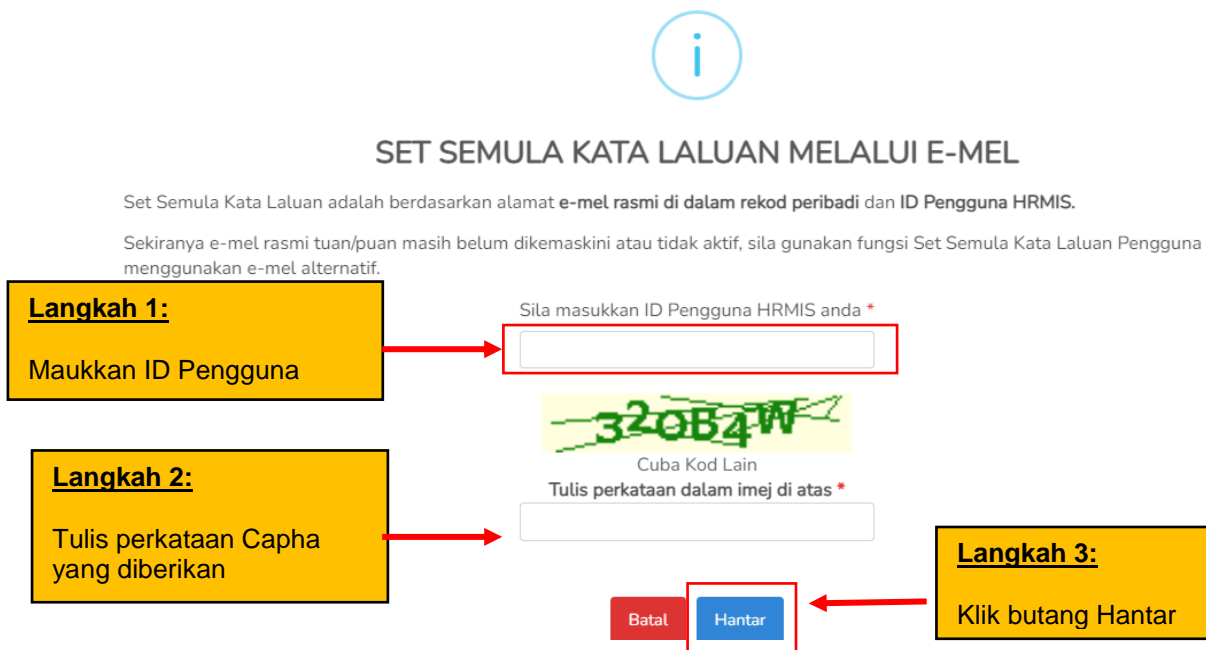 i
SET SEMULA KATA LALUAN MELALUI E-MEL
Set Semula Kata Laluan adalah berdasarkan alamat e-mel rasmi di dalam rekod peribadi dan ID Pengguna HRMIS.
Sekiranya e-mel rasmi tuan/puan masih belum dikemaskini atau tidak aktif, sila gunakan fungsi Set Semula Kata Laluan Pengguna
menggunakan e-mel alternatif.
Langkah 1:
Maukkan ID Pengguna
Sila masukkan ID Pengguna HRMIS anda *
32OB4W
Cuba Kod Lain
Tulis perkataan dalam imej di atas *
Langkah 2:
Tulis perkataan Capha
yang diberikan
Batal
Hantar
Langkah 3:
Klik butang Hantar